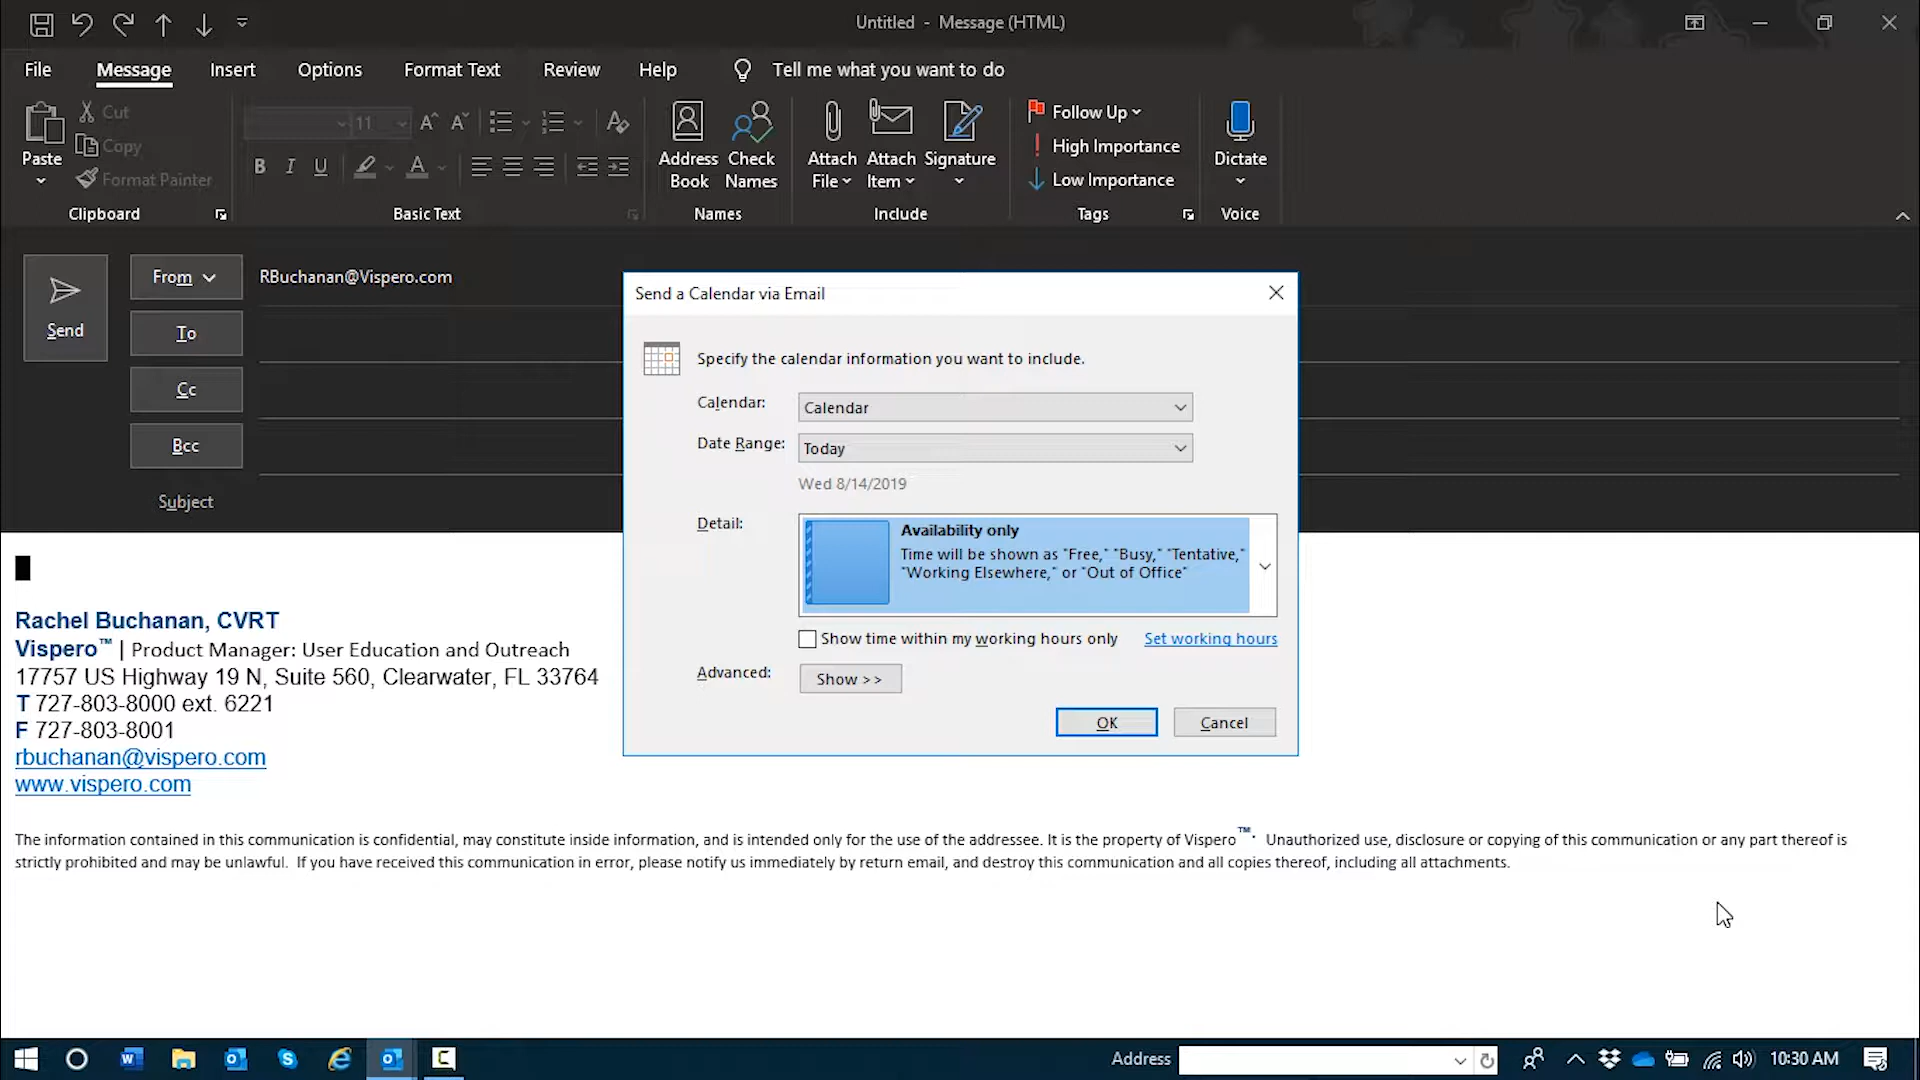 Untitled - Message (HTML)
File Message Insert Options Format Text Review Help Tell me what you want to do
Paste
Cut
Copy
Format Painter
Clipboard
11
B I U
Basic Text
Address Book
Check Names
Names
Attach File
Attach Item
Signature
Include
Follow Up
High Importance
Low Importance
Tags
Dictate
Voice
Send
From RBuchanan@Vispero.com
To
Cc
Bcc
Subject
Send a Calendar via Email
Specify the calendar information you want to include.
Calendar: Calendar
Date Range: Today
Wed 8/14/2019
Detail: Availability only
Time will be shown as "Free," "Busy," "Tentative,"
"Working Elsewhere," or "Out of Office"
Show time within my working hours only Set working hours
Advanced: Show >>
OK Cancel
Rachel Buchanan, CVRT
Vispero™ | Product Manager: User Education and Outreach
17757 US Highway 19 N, Suite 560, Clearwater, FL 33764
T 727-803-8000 ext. 6221
F 727-803-8001
rbuchanan@vispero.com
www.vispero.com
The information contained in this communication is confidential, may constitute inside information, and is intended only for the use of the addressee. It is the property of Vispero™. Unauthorized use, disclosure or copying of this communication or any part thereof is
strictly prohibited and may be unlawful. If you have received this communication in error, please notify us immediately by return email, and destroy this communication and all copies thereof, including all attachments.
Address 10:30 AM